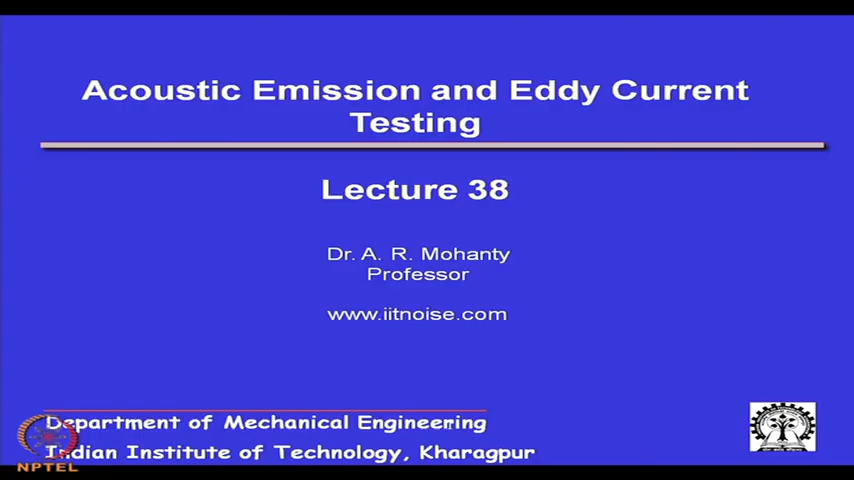 Acoustic Emission and Eddy Current
Testing
Lecture 38
Dr. A. R. Mohanty
Professor
www.iitnoise.com
Department of Mechanical Engineering
Indian Institute of Technology, Kharagpur
NPTEL